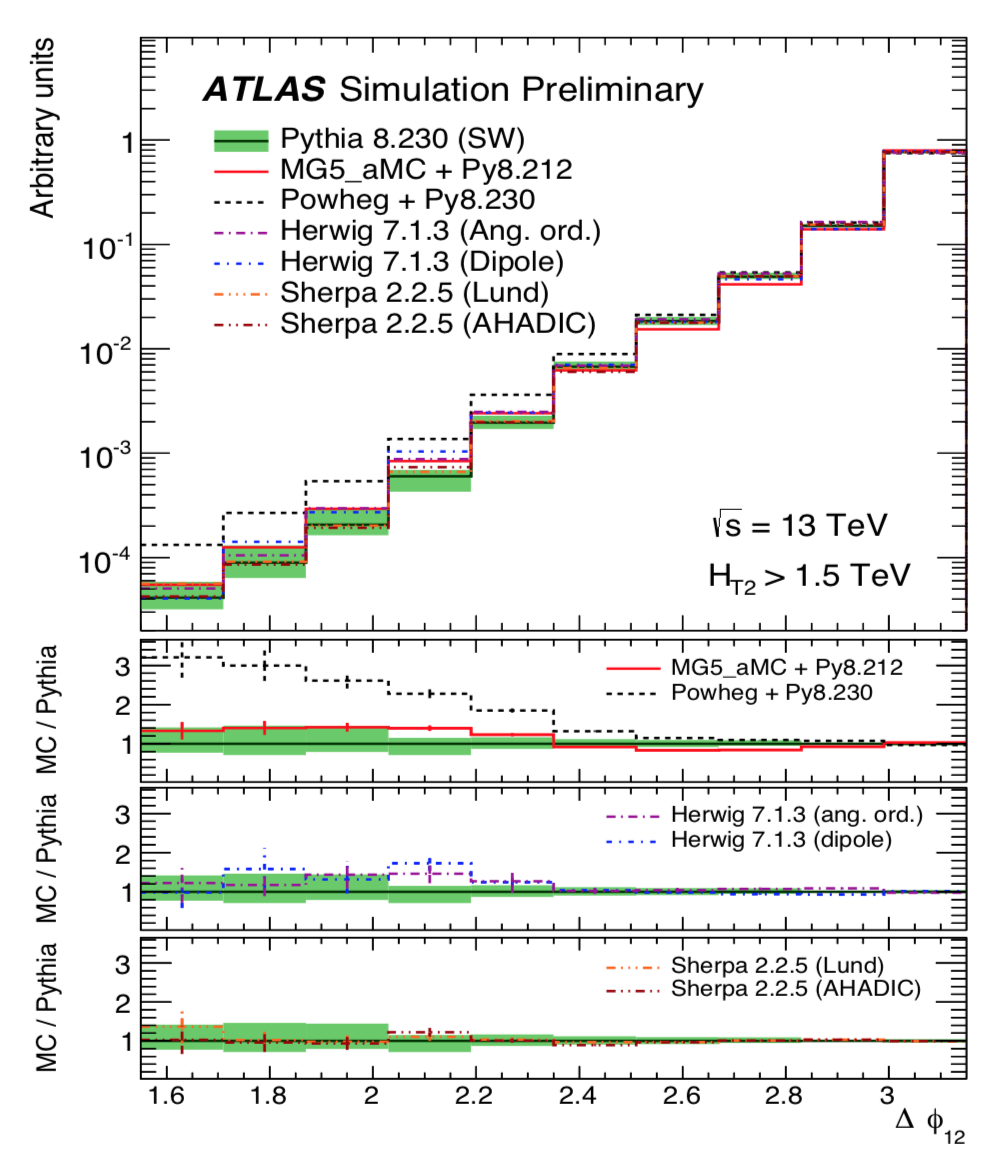 Arbitrary units
ATLAS Simulation Preliminary
Pythia 8.230 (SW)
MG5_aMC + Py8.212
Powheg + Py8.230
Herwig 7.1.3 (Ang. ord.)
Herwig 7.1.3 (Dipole)
Sherpa 2.2.5 (Lund)
Sherpa 2.2.5 (AHADIC)
1
10⁻¹
10⁻²
10⁻³
10⁻⁴
√s = 13 TeV
H_T2 > 1.5 TeV
MC / Pythia
3
2
1
MG5_aMC + Py8.212
Powheg + Py8.230
MC / Pythia
3
2
1
Herwig 7.1.3 (ang. ord.)
Herwig 7.1.3 (dipole)
MC / Pythia
3
2
1
Sherpa 2.2.5 (Lund)
Sherpa 2.2.5 (AHADIC)
1.6 1.8 2 2.2 2.4 2.6 2.8 3
Δ ϕ₁₂